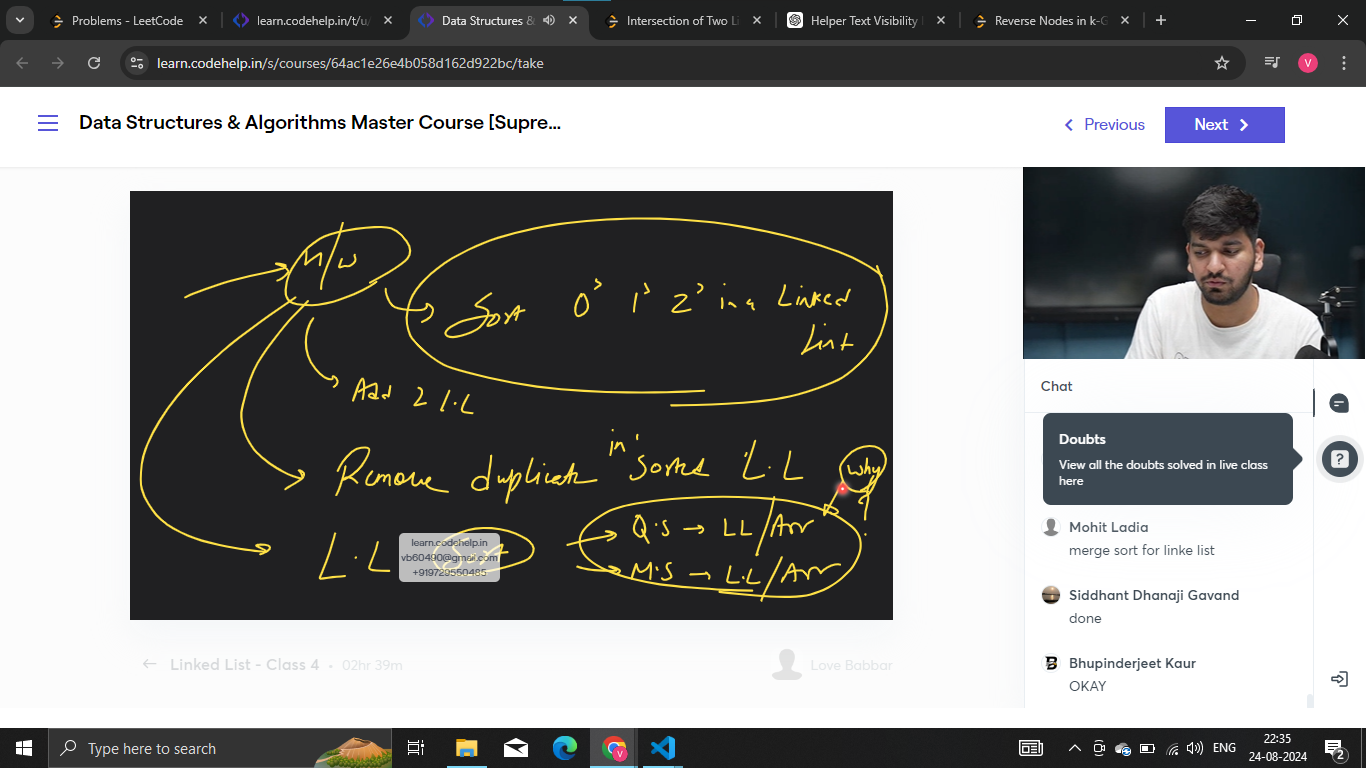 Problems - LeetCode
learn.codehelp.in/t/u/
Data Structures &
Intersection of Two Li
Helper Text Visibility
Reverse Nodes in k-G
learn.codehelp.in/s/courses/64ac1e26e4b058d162d922bc/take
V
Data Structures & Algorithms Master Course [Supre...
Previous
Next
H/W
Sort 0's 1's 2's in a Linked
List
Add 2 L.L
Remove duplicate in sorted L.L
Why
?
L.L Sort
Q.S → LL/Arr
M.S → L.L/Arr
learn.codehelp.in
vb60490@gmail.com
+919729550485
Linked List - Class 4 • 02hr 39m
Love Babbar
Chat
Doubts
View all the doubts solved in live class
here
Mohit Ladia
merge sort for linke list
Siddhant Dhanaji Gavand
done
Bhupinderjeet Kaur
OKAY
Type here to search
ENG
22:35
24-08-2024
2